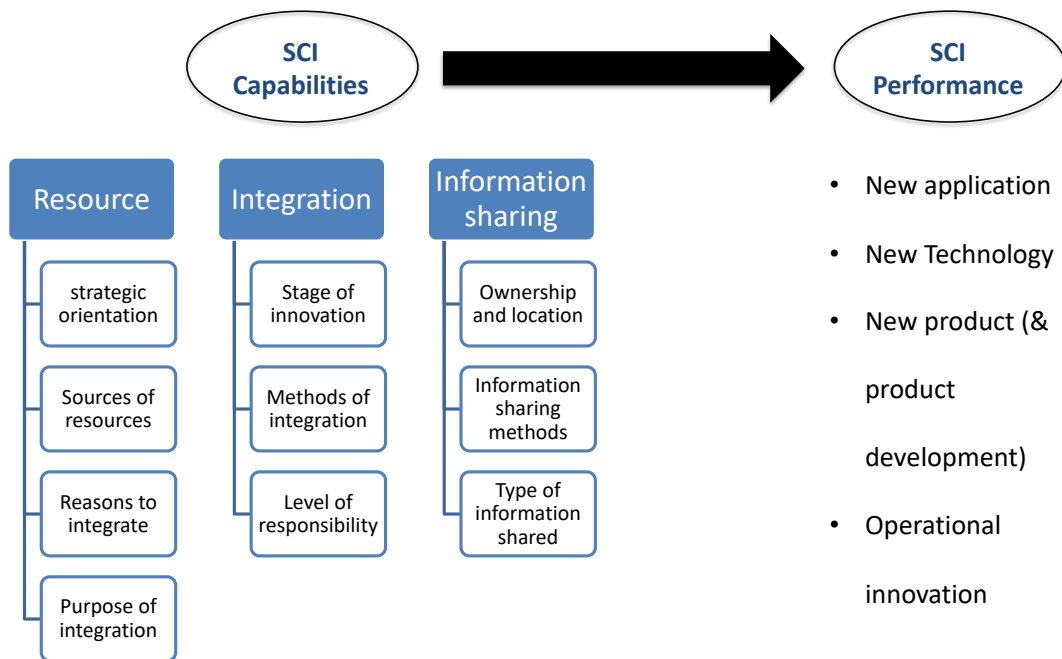 SCI
Capabilities
SCI
Performance
Resource
strategic
orientation
Sources of
resources
Reasons to
integrate
Purpose of
integration
Integration
Stage of
innovation
Methods of
integration
Level of
responsibility
Information
sharing
Ownership
and location
Information
sharing
methods
Type of
information
shared
• New application
• New Technology
• New product (&
product
development)
• Operational
innovation